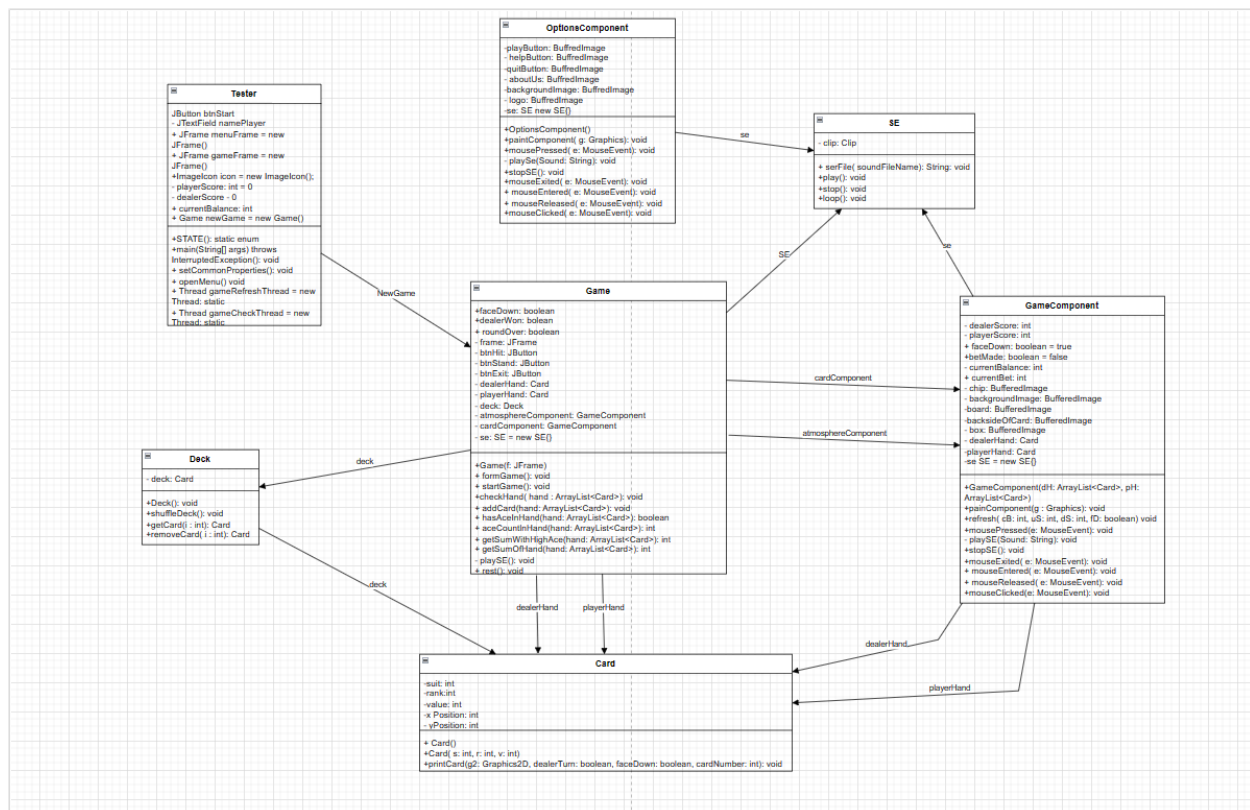 OptionsComponent
-playButton: BuffredImage
- helpButton: BuffredImage
-quitButton: BuffredImage
- aboutUs: BuffredImage
-backgroundImage: BuffredImage
- logo: BuffredImage
-se: SE new SE{}
+OptionsComponent()
+paintComponent( g: Graphics): void
+mousePressed( e: MouseEvent): void
- playSe(Sound: String): void
+stopSE(): void
+mouseExited( e: MouseEvent): void
+ mouseEntered( e: MouseEvent): void
+ mouseReleased( e: MouseEvent): void
+mouseClicked( e: MouseEvent): void
Tester
JButton btnStart
- JTextField namePlayer
+ JFrame menuFrame = new
JFrame()
+ JFrame gameFrame = new
JFrame()
+ImageIcon icon = new ImageIcon();
- playerScore: int = 0
- dealerScore - 0
+ currentBalance: int
+ Game newGame = new Game()
+STATE(): static enum
+main(String[] args) throws
InterruptedException(): void
+ setCommonProperties(): void
+ openMenu() void
+ Thread gameRefreshThread = new
Thread: static
+ Thread gameCheckThread = new
Thread: static
SE
- clip: Clip
+ serFile( soundFileName): String: void
+play(): void
+stop(): void
+loop(): void
se
SE
se
NewGame
Game
+faceDown: boolean
+dealerWon: bolean
+ roundOver: boolean
- frame: JFrame
- btnHit: JButton
- btnStand: JButton
- btnExit: JButton
- dealerHand: Card
- playerHand: Card
- deck: Deck
- atmosphereComponent: GameComponent
- cardComponent: GameComponent
- se: SE = new SE{}
+Game(f: JFrame)
+ formGame(): void
+ startGame(): void
+checkHand( hand : ArrayList<Card>): void
+ addCard(hand: ArrayList<Card>): void
+ hasAceInHand(hand: ArrayList<Card>): boolean
+ aceCountInHand(hand: ArrayList<Card>): int
+ getSumWithHighAce(hand: ArrayList<Card>): int
+ getSumOfHand(hand: ArrayList<Card>): int
- playSE(): void
+ rest(): void
cardComponent
atmosphereComponent
GameComponent
- dealerScore: int
- playerScore: int
+ faceDown: boolean = true
+betMade: boolean = false
- currentBalance: int
+ currentBet: int
- chip: BufferedImage
- backgroundImage: BufferedImage
-board: BufferedImage
-backsideOfCard: BufferedImage
- box: BufferedImage
- dealerHand: Card
-playerHand: Card
-se SE = new SE{}
+GameComponent(dH: ArrayList<Card>, pH:
ArrayList<Card>)
+painComponent(g : Graphics): void
+refresh( cB: int, uS: int, dS: int, fD: boolean) void
+ mousePressed(e: MouseEvent): void
- playSE(Sound: String): void
+stopSE(): void
+mouseExited( e: MouseEvent): void
+ mouseEntered( e: MouseEvent): void
+ mouseReleased( e: MouseEvent): void
+mouseClicked(e: MouseEvent): void
deck
Deck
- deck: Card
+Deck(): void
+shuffleDeck(): void
+getCard(i : int): Card
+removeCard( i : int): Card
deck
dealerHand
playerHand
dealerHand
playerHand
Card
-suit: int
-rank:int
-value: int
-x Position: int
- yPosition: int
+ Card()
+Card( s: int, r: int, v: int)
+printCard(g2: Graphics2D, dealerTurn: boolean, faceDown: boolean, cardNumber: int): void